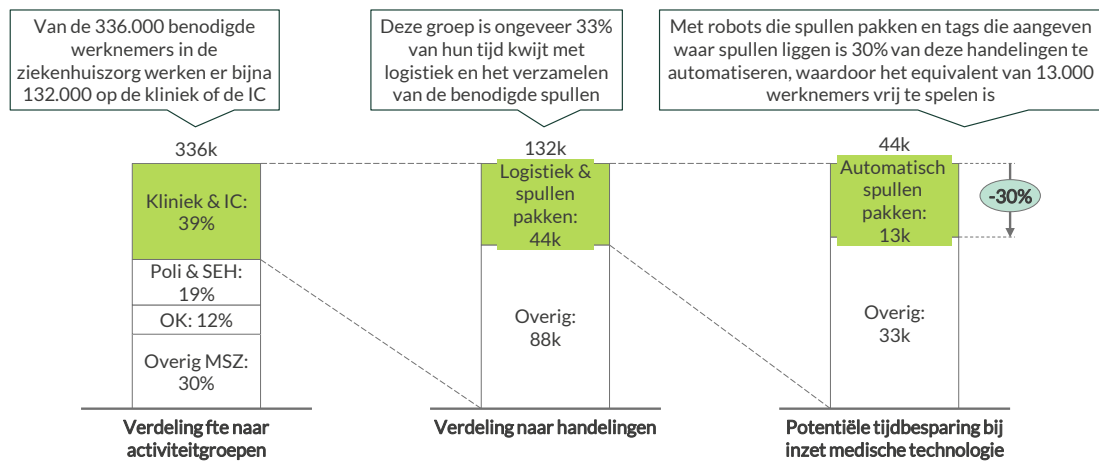 Van de 336.000 benodigde
werknemers in de
ziekenhuiszorg werken er bijna
132.000 op de kliniek of de IC
Deze groep is ongeveer 33%
van hun tijd kwijt met
logistiek en het verzamelen
van de benodigde spullen
Met robots die spullen pakken en tags die aangeven
waar spullen liggen is 30% van deze handelingen te
automatiseren, waardoor het equivalent van 13.000
werknemers vrij te spelen is
336k
Kliniek & IC:
39%
Poli & SEH:
19%
OK: 12%
Overig MSZ:
30%
Verdeling fte naar
activiteitgroepen
132k
Logistiek &
spullen
pakken:
44k
Overig:
88k
Verdeling naar handelingen
44k
Automatisch
spullen
pakken:
13k
Overig:
33k
-30%
Potentiële tijdbesparing bij
inzet medische technologie